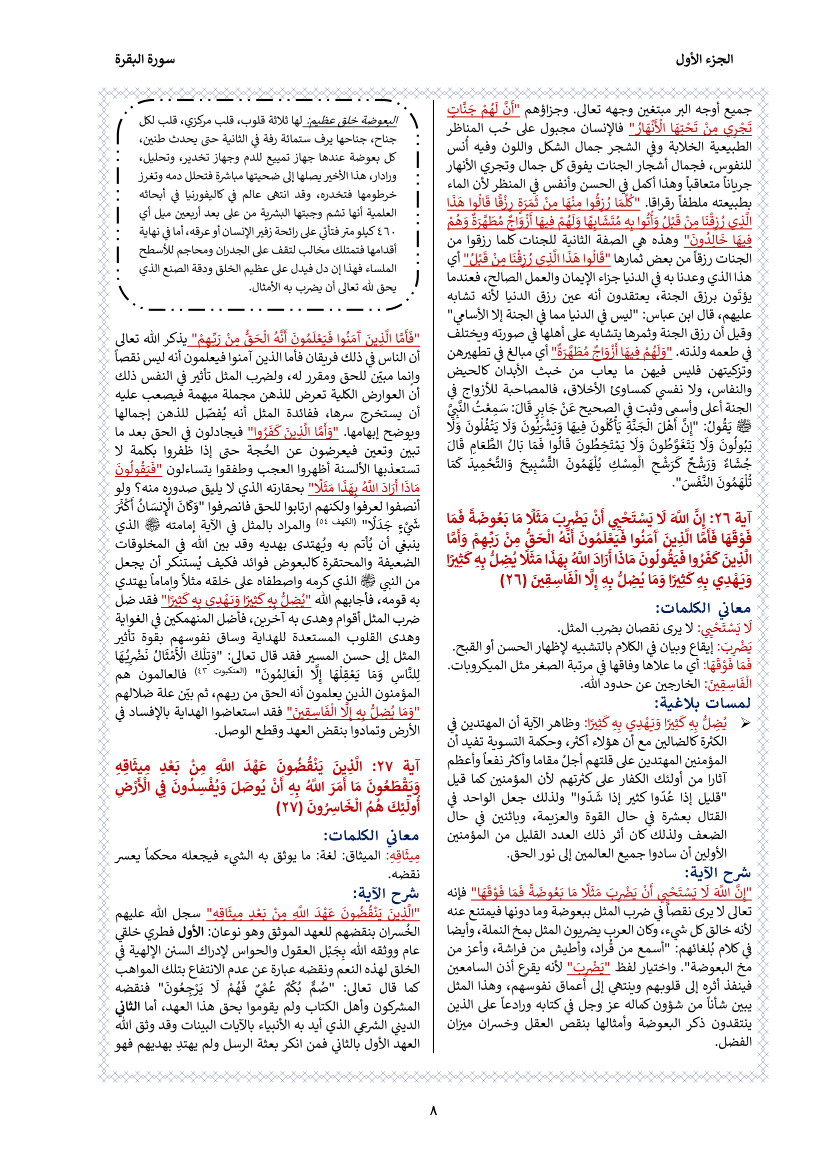 الجزء الأول
سورة البقرة
جميع أوجه البر مبتغين وجهه تعالى. وجزاؤهم "أَنَّ لَهُمْ جَنَّاتٍ
تَجْرِي مِنْ تَحْتِهَا الْأَنْهَارُ" فالإنسان مجبول على حُب المناظر
الطبيعية الخلابة وفي الشجر جمال الشكل واللون وفيه أُنس
للنفوس، فجمال أشجار الجنات يفوق كل جمال وتجري الأنهار
جرياناً متعاقباً وهذا أكمل في الحسن وأنفس في المنظر لأن الماء
بطبيعته ملطفاً رقراقا. "كُلَّمَا رُزِقُوا مِنْهَا مِنْ ثَمَرَةٍ رِزْقًا قَالُوا هَذَا
الَّذِي رُزِقْنَا مِنْ قَبْلُ وَأُتُوا بِهِ مُتَشَابِهًا وَلَهُمْ فِيهَا أَزْوَاجٌ مُطَهَّرَةٌ وَهُمْ
فِيهَا خَالِدُونَ" وهذه هي الصفة الثانية للجنات كلما رزقوا من
الجنات رزقاً من بعض ثمارها "قَالُوا هَذَا الَّذِي رُزِقْنَا مِنْ قَبْلُ" أي
هذا الذي وعدنا به في الدنيا جزاء الإيمان والعمل الصالح، فعندما
يؤتَون برزق الجنة، يعتقدون أنه عين رزق الدنيا لأنه تشابه
عليهم، قال ابن عباس: "ليس في الدنيا مما في الجنة إلا الأسامي"
وقيل أن رزق الجنة وثمرها يتشابه على أهلها في صورته ويختلف
في طعمه ولذته. "وَلَهُمْ فِيهَا أَزْوَاجٌ مُطَهَّرَةٌ" أي مبالغ في تطهيرهن
وتزكيتهن فليس فيهن ما يعاب من خبث الأبدان كالحيض
والنفاس، ولا نفسي كمساوئ الأخلاق، فالمصاحبة للأزواج في
الجنة أعلى وأسمى وثبت في الصحيح عَنْ جَابِرٍ قَالَ: سَمِعْتُ النَّبِيَّ
ﷺ يَقُولُ: "إِنَّ أَهْلَ الْجَنَّةِ يَأْكُلُونَ فِيهَا وَيَشْرَبُونَ وَلَا يَتْفُلُونَ وَلَا
يَبُولُونَ وَلَا يَتَغَوَّطُونَ وَلَا يَمْتَخِطُونَ قَالُوا فَمَا بَالُ الطَّعَامِ قَالَ
جُشَاءٌ وَرَشْحٌ كَرَشْحِ الْمِسْكِ يُلْهَمُونَ التَّسْبِيحَ وَالتَّحْمِيدَ كَمَا
تُلْهَمُونَ النَّفَسَ".
آية ٢٦: إِنَّ اللَّهَ لَا يَسْتَحْيِي أَنْ يَضْرِبَ مَثَلًا مَا بَعُوضَةً فَمَا
فَوْقَهَا فَأَمَّا الَّذِينَ آمَنُوا فَيَعْلَمُونَ أَنَّهُ الْحَقُّ مِنْ رَبِّهِمْ وَأَمَّا
الَّذِينَ كَفَرُوا فَيَقُولُونَ مَاذَا أَرَادَ اللَّهُ بِهَذَا مَثَلًا يُضِلُّ بِهِ كَثِيرًا
وَيَهْدِي بِهِ كَثِيرًا وَمَا يُضِلُّ بِهِ إِلَّا الْفَاسِقِينَ (٢٦)
معاني الكلمات:
لَا يَسْتَحْيِي: لا يرى نقصان بضرب المثل.
يَضْرِبَ: إيقاع وبيان في الكلام بالتشبيه لإظهار الحسن أو القبح.
فَمَا فَوْقَهَا: أي ما علاها وفاقها في مرتبة الصغر مثل الميكروبات.
الْفَاسِقِينَ: الخارجين عن حدود الله.
لمسات بلاغية:
➢ يُضِلُّ بِهِ كَثِيرًا وَيَهْدِي بِهِ كَثِيرًا: وظاهر الآية أن المهتدين في
الكثرة كالضالين مع أن هؤلاء أكثر، وحكمة التسوية تفيد أن
المؤمنين المهتدين على قلتهم أجلّ مقاما وأكثر نفعاً وأعظم
آثارا من أولئك الكفار على كثرتهم لأن المؤمنين كما قيل
"قليل إذا عُدّوا كثير إذا شَدّوا" ولذلك جعل الواحد في
القتال بعشرة في حال القوة والعزيمة، وباثنين في حال
الضعف ولذلك كان أثر ذلك العدد القليل من المؤمنين
الأولين أن سادوا جميع العالمين إلى نور الحق.
شرح الآية:
"إِنَّ اللَّهَ لَا يَسْتَحْيِي أَنْ يَضْرِبَ مَثَلًا مَا بَعُوضَةً فَمَا فَوْقَهَا" فإنه
تعالى لا يرى نقصاً في ضرب المثل ببعوضة وما دونها فيمتنع عنه
لأنه خالق كل شيء، وكان العرب يضربون المثل بمخ النملة، وأيضا
في كلام بُلغائهم: "أسمع من قُراد، وأطيش من فراشة، وأعز من
مخ البعوضة". واختيار لفظ "يَضْرِبَ" لأنه يقرع أذن السامعين
فينفذ أثره إلى قلوبهم وينتهي إلى أعماق نفوسهم، وهذا المثل
يبين شأناً من شؤون كماله عز وجل في كتابه ورادعاً على الذين
ينتقدون ذكر البعوضة وأمثالها بنقص العقل وخسران ميزان
الفضل.
البعوضة خلق عظيم: لها ثلاثة قلوب، قلب مركزي، قلب لكل
جناح، جناحها يرف ستمائة رفة في الثانية حتى يحدث طنين،
كل بعوضة عندها جهاز تمييع للدم وجهاز تخدير، وتحليل،
ورادار، هذا الأخير يصلها إلى ضحيتها مباشرة فتحلل دمه وتغرز
خرطومها فتخدره، وقد انتهى عالم في كاليفورنيا في أبحاثه
العلمية أنها تشم وجبتها البشرية من على بعد أربعين ميل أي
٤٦٠ كيلو متر فتأتي على رائحة زفير الإنسان أو عرقه، أما في نهاية
أقدامها فتمتلك مخالب لتقف على الجدران ومحاجم للأسطح
الملساء فهذا إن دل فيدل على عظيم الخلق ودقة الصنع الذي
يحق لله تعالى أن يضرب به الأمثال.
"فَأَمَّا الَّذِينَ آمَنُوا فَيَعْلَمُونَ أَنَّهُ الْحَقُّ مِنْ رَبِّهِمْ" يذكر الله تعالى
أن الناس في ذلك فريقان فأما الذين آمنوا فيعلمون أنه ليس نقصاً
وإنما مبيّن للحق ومقرر له، ولضرب المثل تأثير في النفس ذلك
أن العوارض الكلية تعرض للذهن مجملة مبهمة فيصعب عليه
أن يستخرج سرها، ففائدة المثل أنه يُفصّل للذهن إجمالها
ويوضح إبهامها. "وَأَمَّا الَّذِينَ كَفَرُوا" فيجادلون في الحق بعد ما
تبين وتعين فيعرضون عن الحُجة حتى إذا ظفروا بكلمة لا
تستعذبها الألسنة أظهروا العجب وطفقوا يتساءلون "فَيَقُولُونَ
مَاذَا أَرَادَ اللَّهُ بِهَذَا مَثَلًا" بحقارته الذي لا يليق صدوره منه؟ ولو
أنصفوا لعرفوا ولكنهم ارتابوا للحق فانصرفوا "وَكَانَ الْإِنْسَانُ أَكْثَرَ
شَيْءٍ جَدَلًا" (الكهف ٥٤) والمراد بالمثل في الآية إمامته ﷺ الذي
ينبغي أن يُأتم به ويُهتدى بهديه وقد بين الله في المخلوقات
الضعيفة والمحتقرة كالبعوض فوائد فكيف يُستنكر أن يجعل
من النبي ﷺ الذي كرمه واصطفاه على خلقه مثلاً وإماماً يهتدي
به قومه، فأجابهم الله "يُضِلُّ بِهِ كَثِيرًا وَيَهْدِي بِهِ كَثِيرًا" فقد ضل
ضرب المثل أقوام وهدى به آخرين، فأضل المنهمكين في الغواية
وهدى القلوب المستعدة للهداية وساق نفوسهم بقوة تأثير
المثل إلى حسن المسير فقد قال تعالى: "وَتِلْكَ الْأَمْثَالُ نَضْرِبُهَا
لِلنَّاسِ وَمَا يَعْقِلُهَا إِلَّا الْعَالِمُونَ" (العنكبوت ٤٣) فالعالمون هم
المؤمنون الذين يعلمون أنه الحق من ربهم، ثم بيّن علة ضلالهم
"وَمَا يُضِلُّ بِهِ إِلَّا الْفَاسِقِينَ" فقد استعاضوا الهداية بالإفساد في
الأرض وتمادوا بنقض العهد وقطع الوصل.
آية ٢٧: الَّذِينَ يَنْقُضُونَ عَهْدَ اللَّهِ مِنْ بَعْدِ مِيثَاقِهِ
وَيَقْطَعُونَ مَا أَمَرَ اللَّهُ بِهِ أَنْ يُوصَلَ وَيُفْسِدُونَ فِي الْأَرْضِ
أُولَئِكَ هُمُ الْخَاسِرُونَ (٢٧)
معاني الكلمات:
مِيثَاقِهِ: الميثاق: لغة: ما يوثق به الشيء فيجعله محكماً يعسر
نقضه.
شرح الآية:
"الَّذِينَ يَنْقُضُونَ عَهْدَ اللَّهِ مِنْ بَعْدِ مِيثَاقِهِ" سجل الله عليهم
الخُسران بنقضهم للعهد الموثق وهو نوعان: الأول فطري خلقي
عام ووثقه الله بِجَبْل العقول والحواس لإدراك السنن الإلهية في
الخلق لهذه النعم ونقضه عبارة عن عدم الانتفاع بتلك المواهب
كما قال تعالى: "صُمٌّ بُكْمٌ عُمْيٌ فَهُمْ لَا يَرْجِعُونَ" فنقضه
المشركون وأهل الكتاب ولم يقوموا بحق هذا العهد، أما الثاني
الديني الشرعي الذي أيد به الأنبياء بالآيات البينات وقد وثق الله
العهد الأول بالثاني فمن انكر بعثة الرسل ولم يهتدِ بهديهم فهو
٨